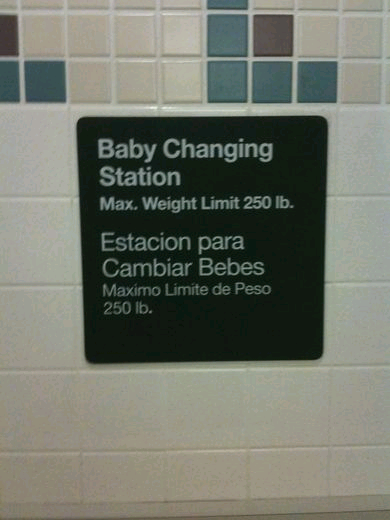 Baby Changing
Station
Max. Weight Limit 250 lb.
Estacion para
Cambiar Bebes
Maximo Limite de Peso
250 lb.